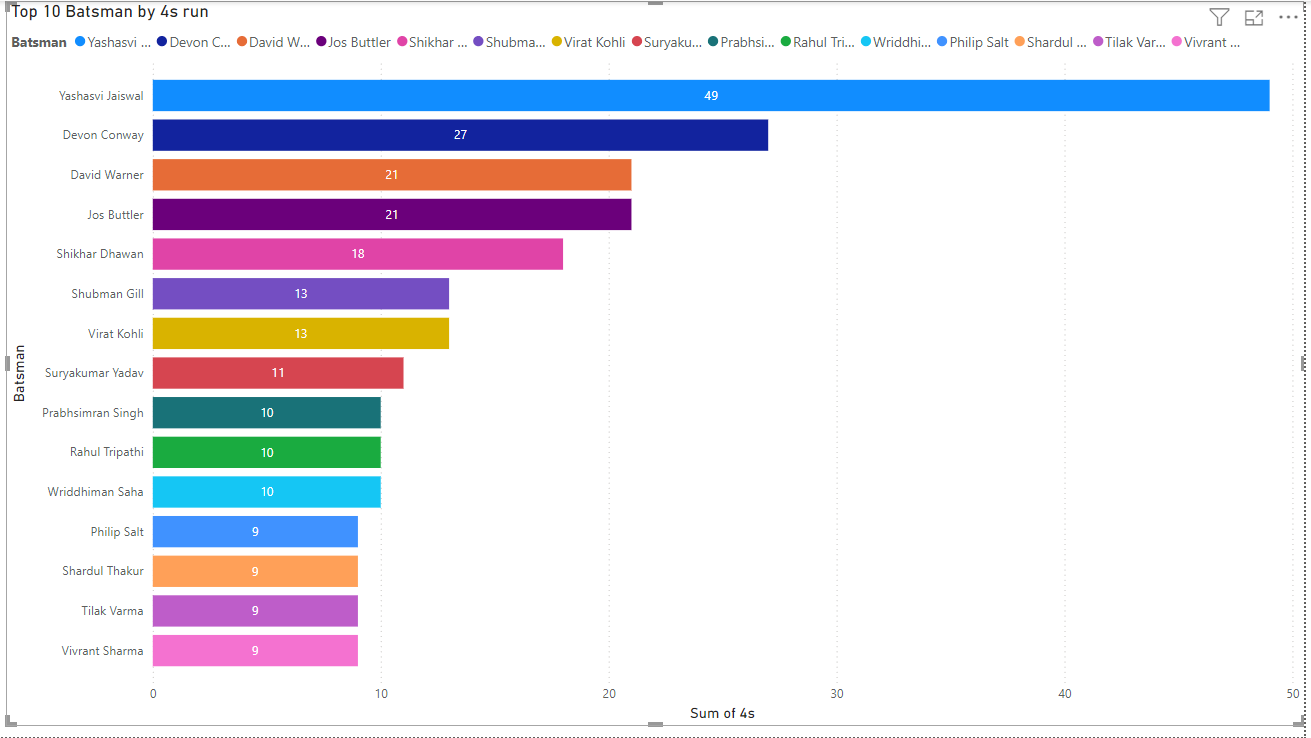 Top 10 Batsman by 4s run
Batsman Yashasvi ... Devon C... David W... Jos Buttler Shikhar ... Shubma... Virat Kohli Suryaku... Prabhsi... Rahul Tri... Wriddhi... Philip Salt Shardul ... Tilak Var... Vivrant ...
Yashasvi Jaiswal 49
Devon Conway 27
David Warner 21
Jos Buttler 21
Shikhar Dhawan 18
Shubman Gill 13
Virat Kohli 13
Suryakumar Yadav 11
Prabhsimran Singh 10
Rahul Tripathi 10
Wriddhiman Saha 10
Philip Salt 9
Shardul Thakur 9
Tilak Varma 9
Vivrant Sharma 9
Batsman
0 10 20 30 40 50
Sum of 4s